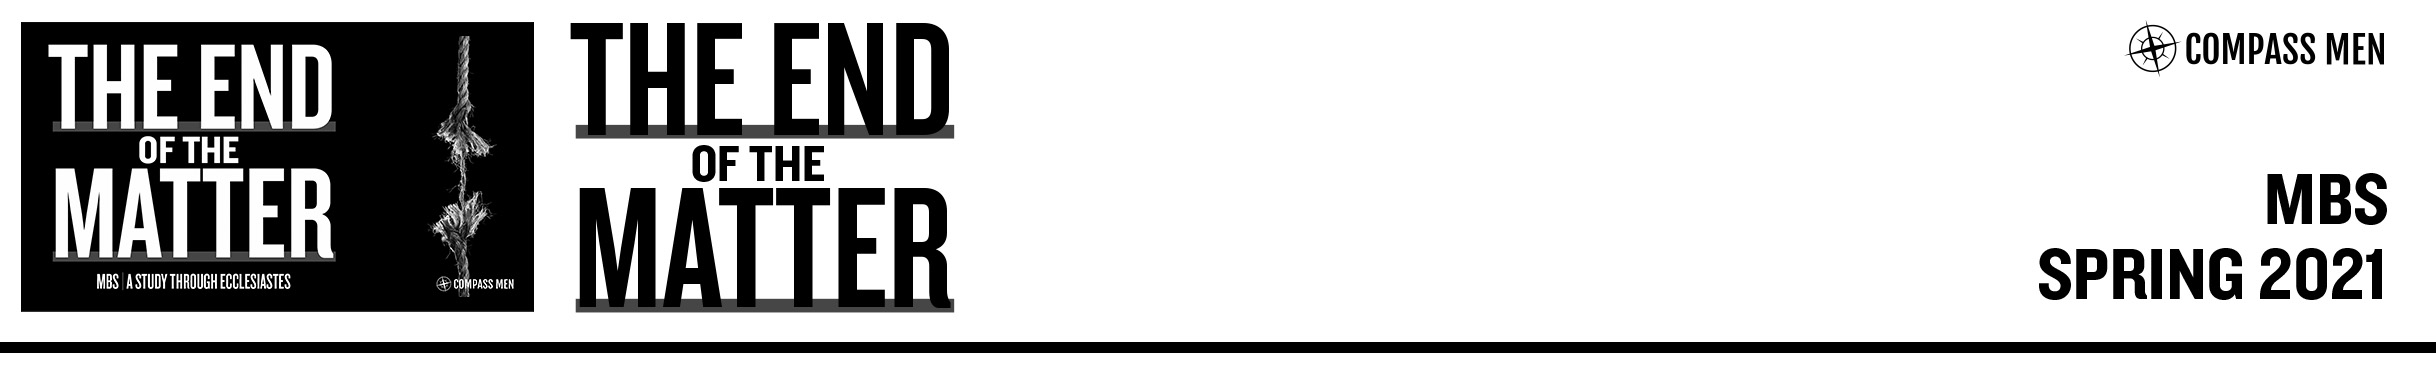 THE END
OF THE
MATTER
MBS | A STUDY THROUGH ECCLESIASTES
COMPASS MEN
THE END
OF THE
MATTER
COMPASS MEN
MBS
SPRING 2021